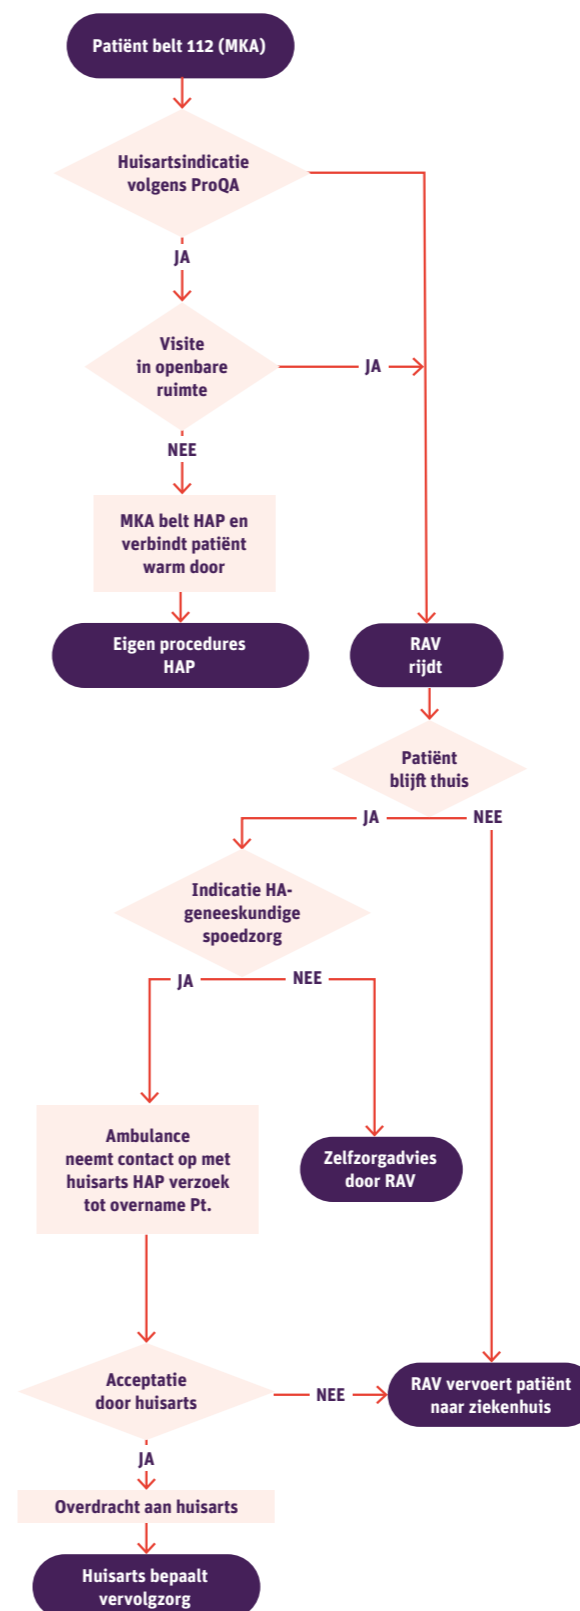 Patiënt belt 112 (MKA)
Huisartsindicatie
volgens ProQA
JA
Visite
in openbare
ruimte
JA
NEE
MKA belt HAP en
verbindt patiënt
warm door
Eigen procedures
HAP
RAV
rijdt
Patiënt
blijft thuis
JA
NEE
Indicatie HA-
geneeskundige
spoedzorg
JA
NEE
Ambulance
neemt contact op met
huisarts HAP verzoek
tot overname Pt.
Zelfzorgadvies
door RAV
Acceptatie
door huisarts
NEE
RAV vervoert patiënt
naar ziekenhuis
JA
Overdracht aan huisarts
Huisarts bepaalt
vervolgzorg